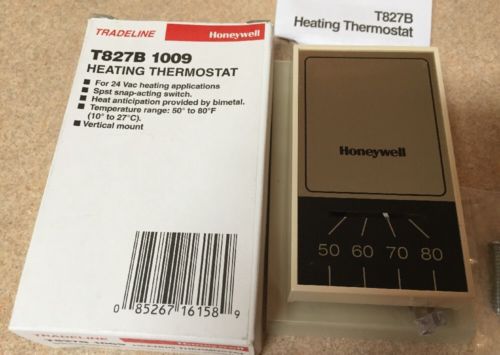 TRADELINE Honeywell
T827B 1009
HEATING THERMOSTAT
■ For 24 Vac heating applications
■ Spst snap-acting switch.
■ Heat anticipation provided by bimetal.
■ Temperature range: 50° to 80°F
(10° to 27°C).
■ Vertical mount
0 85267 16158 9
T827B 1009
T827B
Heating Thermostat
Honeywell
50 60 70 80